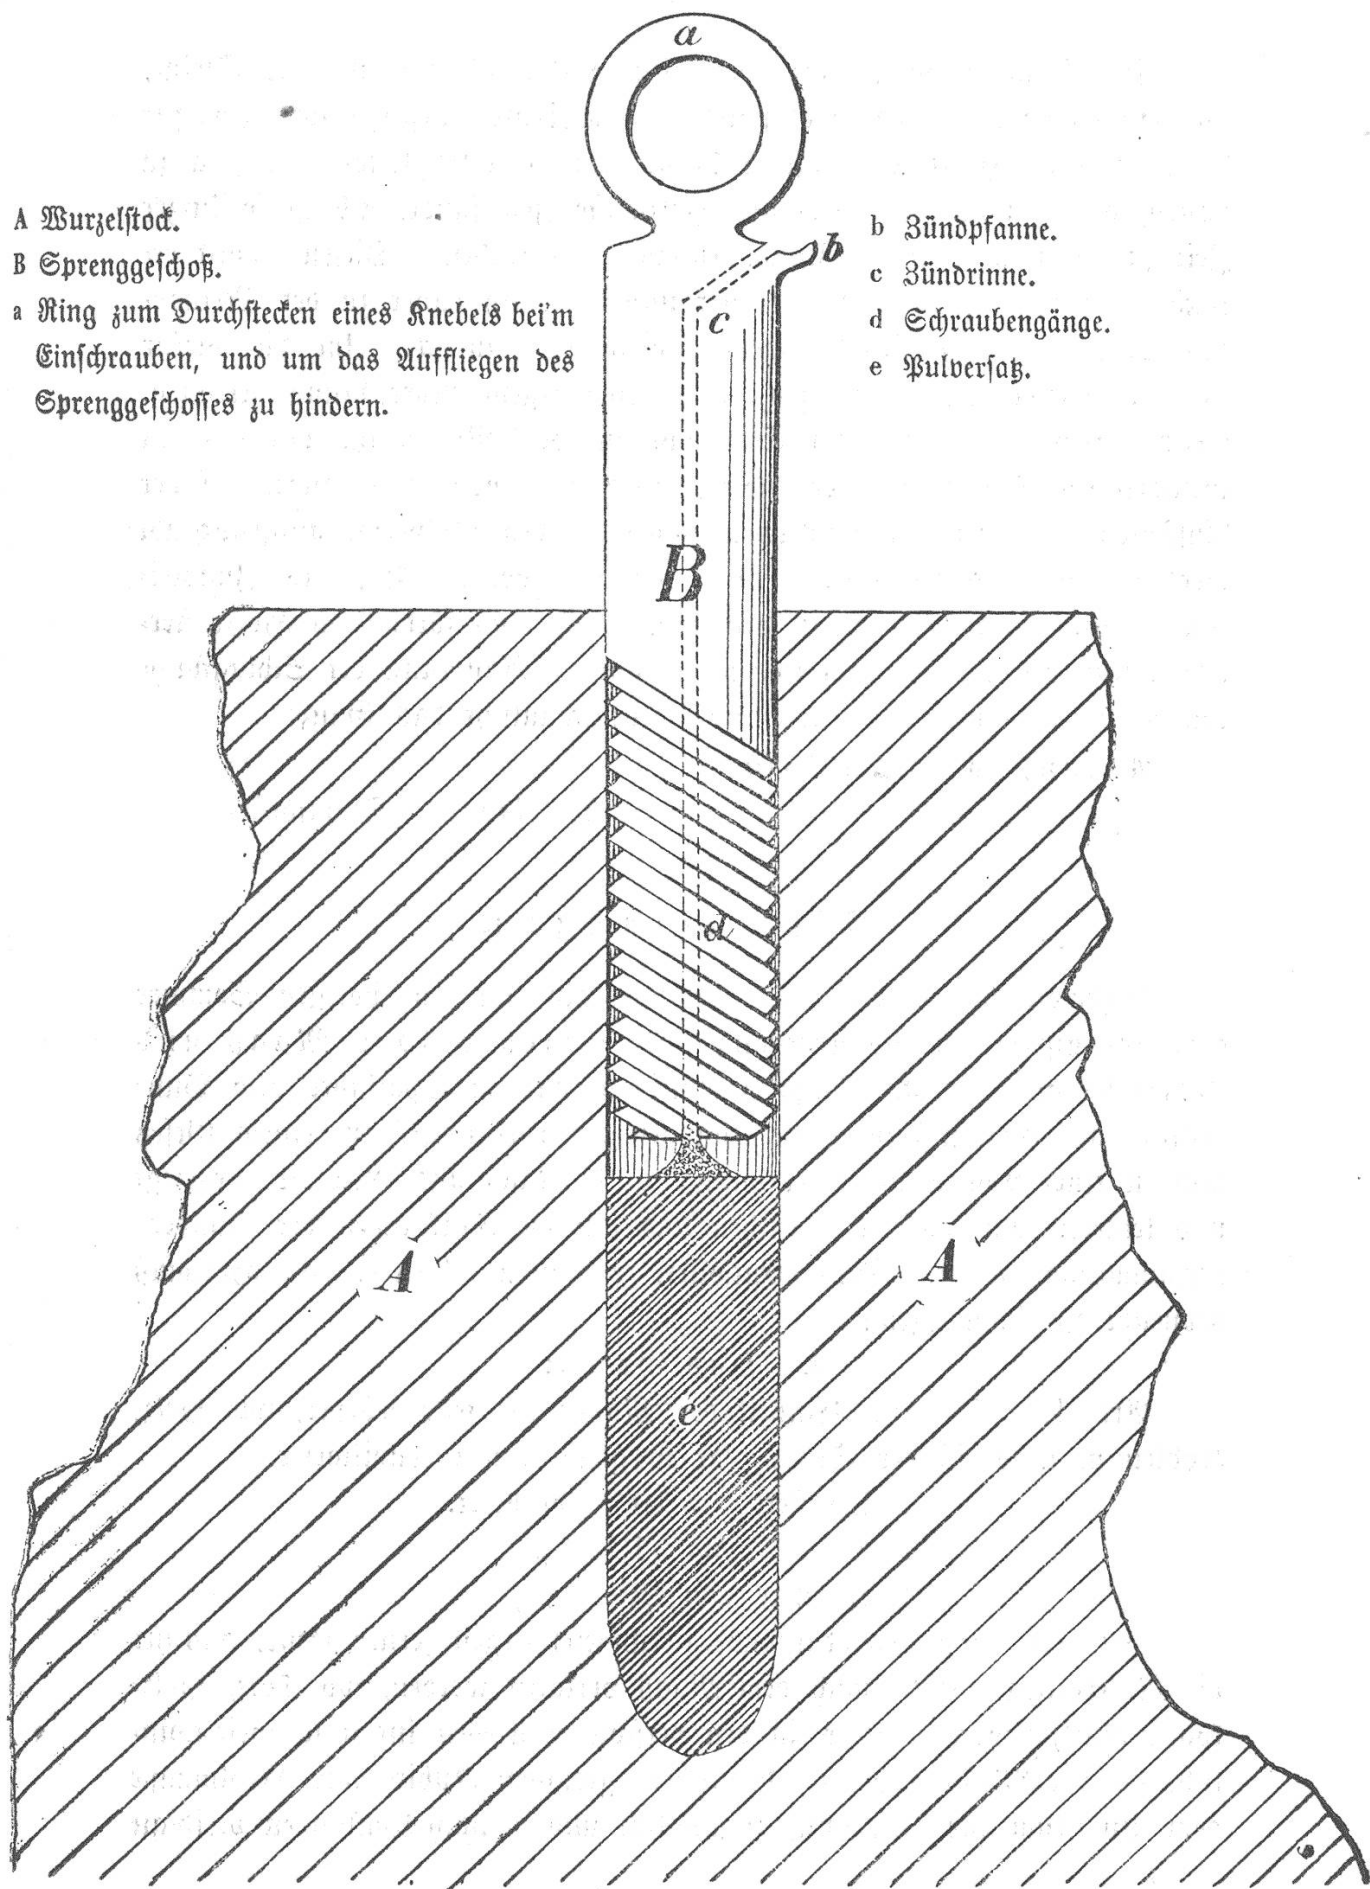 a
A Wurzelstock.
B Sprenggeschoß.
a Ring zum Durchstecken eines Knebels bei'm
Einschrauben, und um das Auffliegen des
Sprenggeschosses zu hindern.
b Zündpfanne.
c Zündrinne.
d Schraubengänge.
e Pulversatz.
b
c
B
d
A
A
e